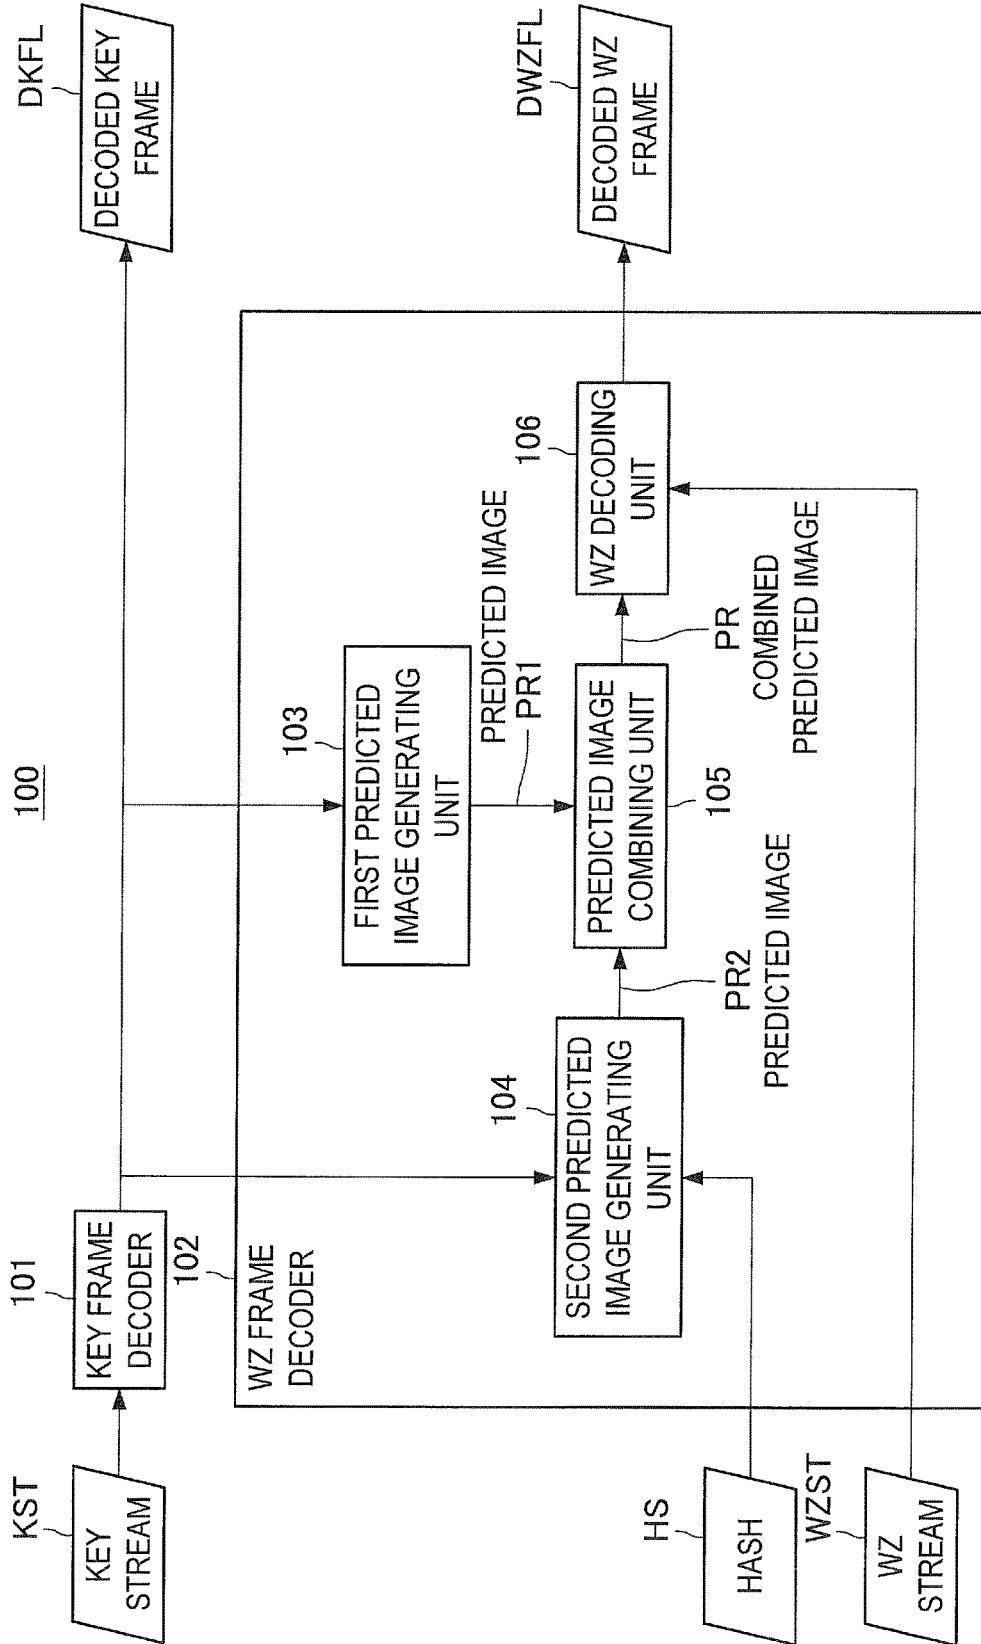 100
KST
KEY
STREAM
101
KEY FRAME
DECODER
DKFL
DECODED KEY
FRAME
102
WZ FRAME
DECODER
103
FIRST PREDICTED
IMAGE GENERATING
UNIT
PREDICTED IMAGE
PR1
104
SECOND PREDICTED
IMAGE GENERATING
UNIT
PR2
PREDICTED IMAGE
PREDICTED IMAGE
COMBINING UNIT
105
PR
COMBINED
PREDICTED IMAGE
106
WZ DECODING
UNIT
DWZFL
DECODED WZ
FRAME
HS
HASH
WZST
WZ
STREAM